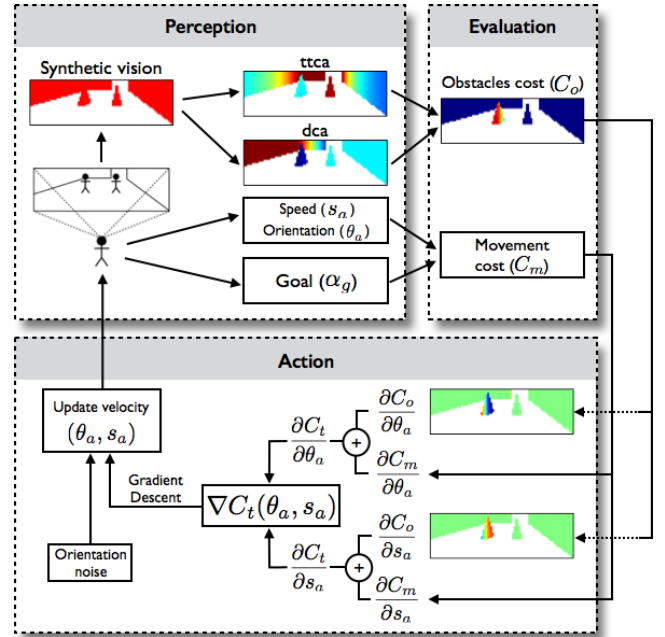 Perception
Evaluation
Synthetic vision
ttca
Obstacles cost (C_o)
dca
Speed (s_a)
Orientation (θ_a)
Movement
cost (C_m)
Goal (α_g)
Action
Update velocity
(θ_a, s_a)
∂C_t/∂θ_a
+
∂C_o/∂θ_a
∂C_m/∂θ_a
Gradient
Descent
∇C_t(θ_a, s_a)
Orientation
noise
∂C_t/∂s_a
+
∂C_o/∂s_a
∂C_m/∂s_a